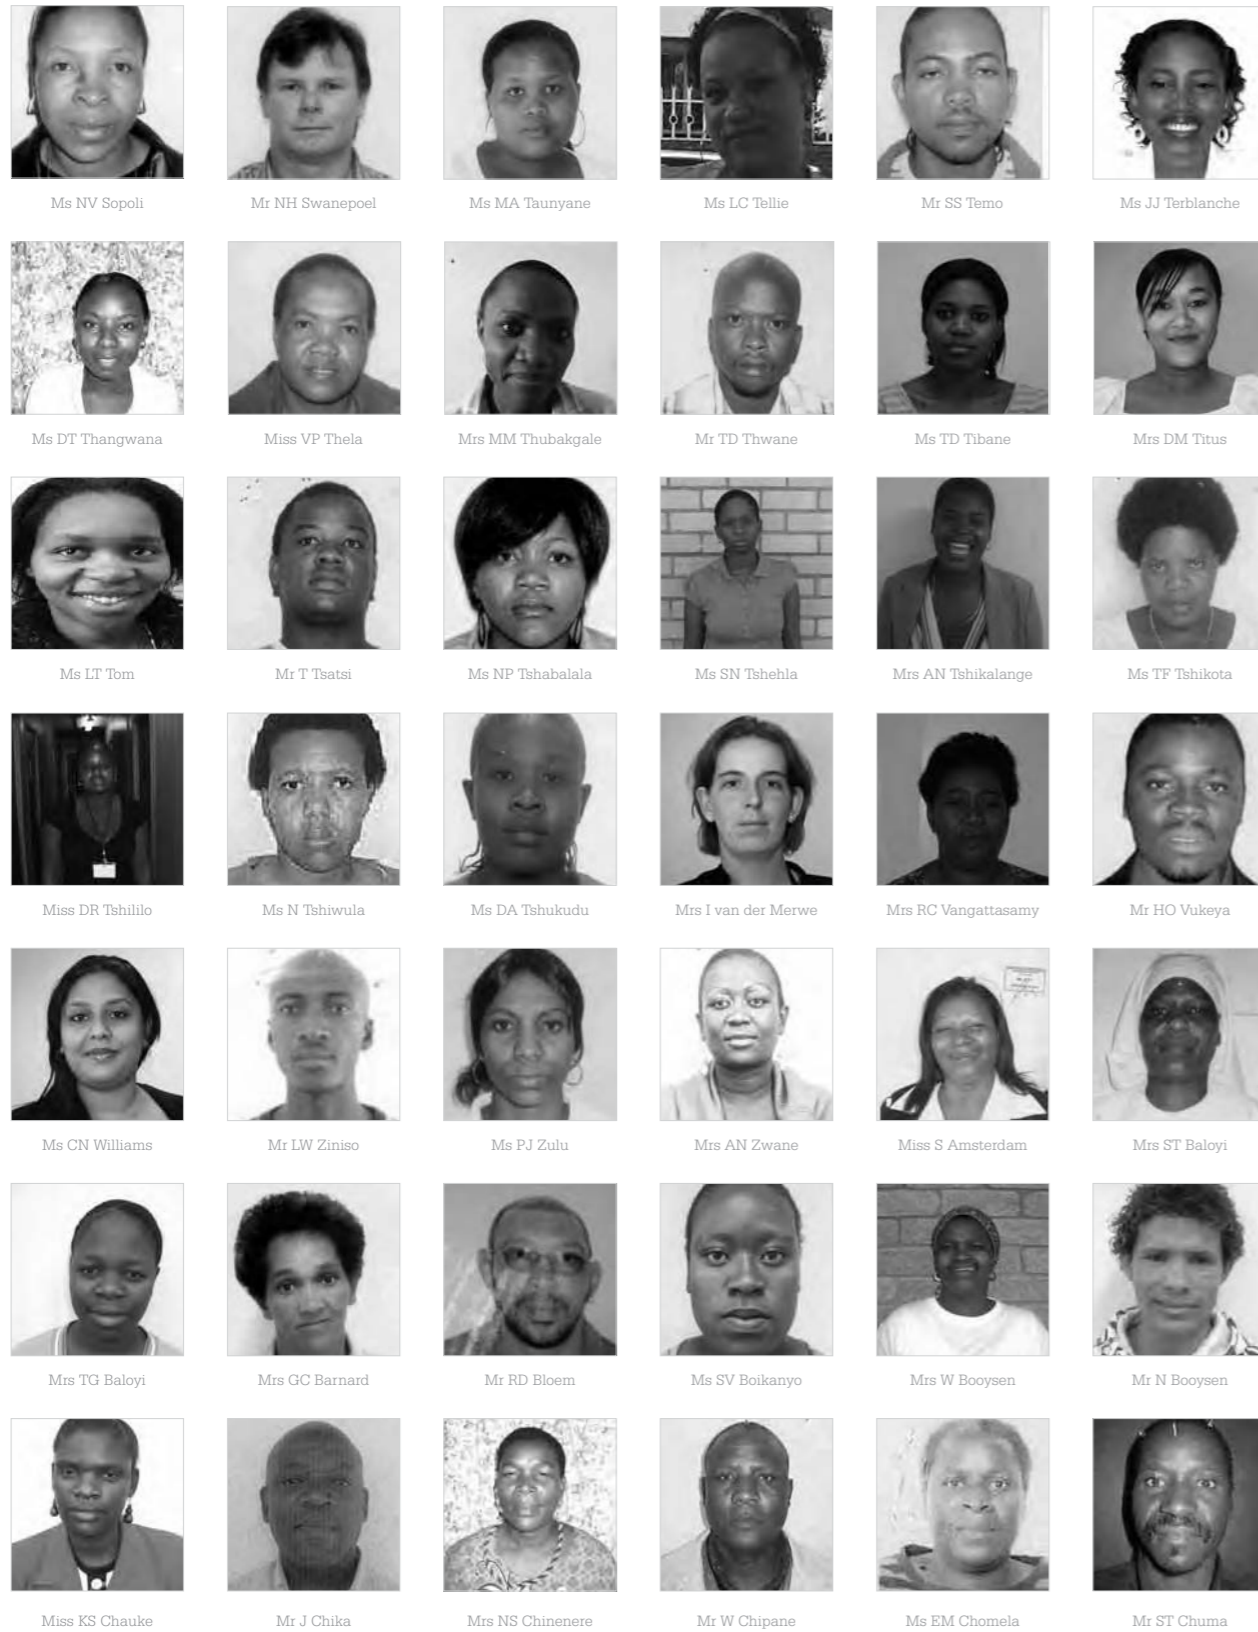 Ms NV Sopoli
Mr NH Swanepoel
Ms MA Taunyane
Ms LC Tellie
Mr SS Temo
Ms JJ Terblanche
Ms DT Thangwana
Miss VP Thela
Mrs MM Thubakgale
Mr TD Thwane
Ms TD Tibane
Mrs DM Titus
Ms LT Tom
Mr T Tsatsi
Ms NP Tshabalala
Ms SN Tshehla
Mrs AN Tshikalange
Ms TF Tshikota
Miss DR Tshililo
Ms N Tshiwula
Ms DA Tshukudu
Mrs I van der Merwe
Mrs RC Vangattasamy
Mr HO Vukeya
Ms CN Williams
Mr LW Ziniso
Ms PJ Zulu
Mrs AN Zwane
Miss S Amsterdam
Mrs ST Baloyi
Mrs TG Baloyi
Mrs GC Barnard
Mr RD Bloem
Ms SV Boikanyo
Mrs W Booysen
Mr N Booysen
Miss KS Chauke
Mr J Chika
Mrs NS Chinenere
Mr W Chipane
Ms EM Chomela
Mr ST Chuma